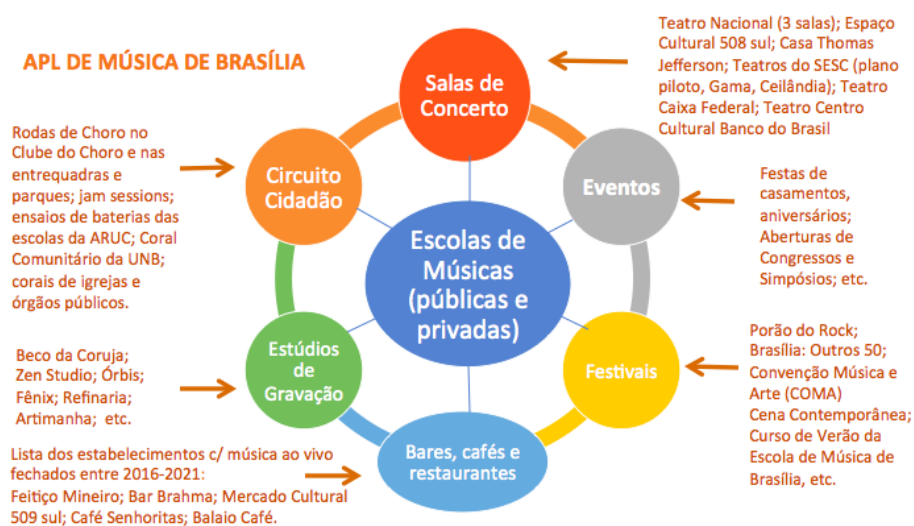 APL DE MÚSICA DE BRASÍLIA
Salas de
Concerto
Teatro Nacional (3 salas); Espaço
Cultural 508 sul; Casa Thomas
Jefferson; Teatros do SESC (plano
piloto, Gama, Ceilândia); Teatro
Caixa Federal; Teatro Centro
Cultural Banco do Brasil
Rodas de Choro no
Clube do Choro e nas
entrequadras e
parques; jam sessions;
ensaios de baterias das
escolas da ARUC; Coral
Comunitário da UNB;
corais de igrejas e
órgãos públicos.
Circuito
Cidadão
Eventos
Festas de
casamentos,
aniversários;
Aberturas de
Congressos e
Simpósios; etc.
Escolas de
Músicas
(públicas e
privadas)
Beco da Coruja;
Zen Studio; Órbis;
Fênix; Refinaria;
Artimanha; etc.
Estúdios
de
Gravação
Festivais
Porão do Rock;
Brasília: Outros 50;
Convenção Música e
Arte (COMA)
Cena Contemporânea;
Curso de Verão da
Escola de Música de
Brasília, etc.
Bares, cafés e
restaurantes
Lista dos estabelecimentos c/ música ao vivo
fechados entre 2016-2021:
Feitiço Mineiro; Bar Brahma; Mercado Cultural
509 sul; Café Senhoritas; Balaio Café.